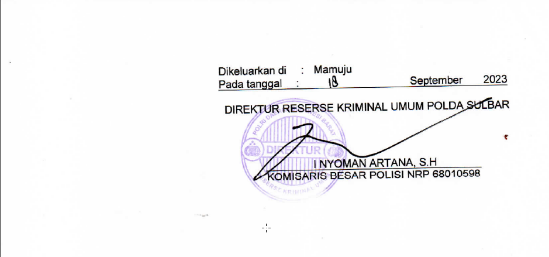 Dikeluarkan di : Mamuju
Pada tanggal : 18 September 2023
DIREKTUR RESERSE KRIMINAL UMUM POLDA SULBAR
DIREKTUR
I NYOMAN ARTANA, S.H
KOMISARIS BESAR POLISI NRP 68010598